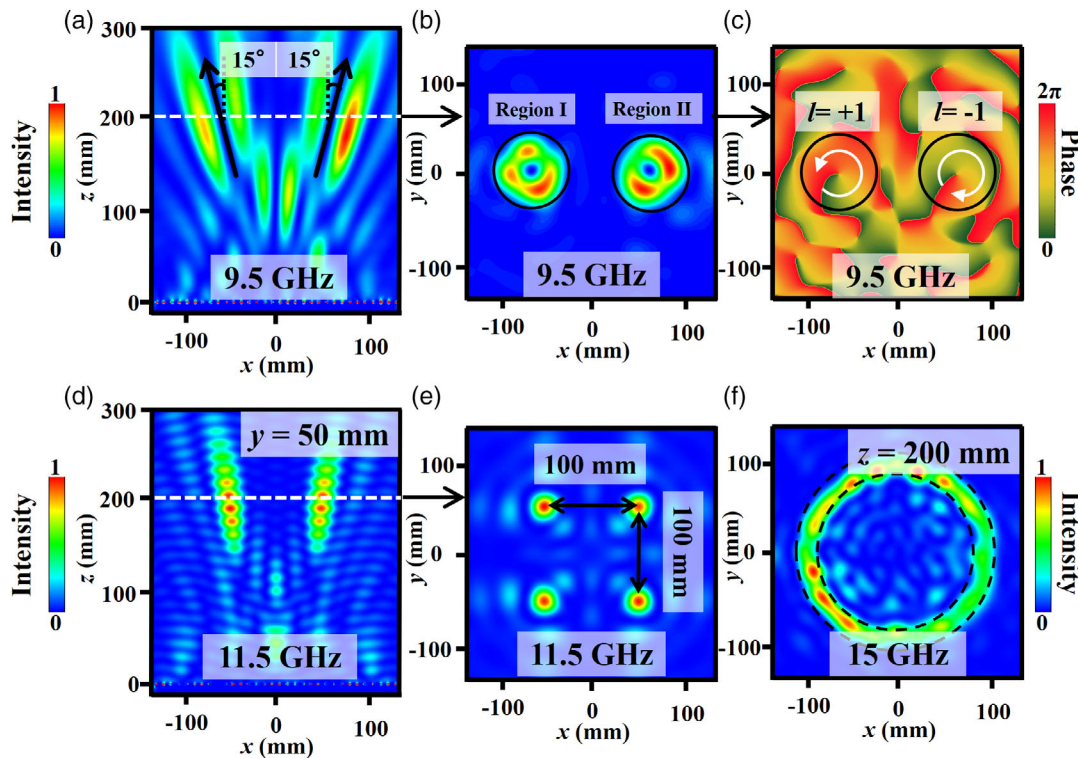 (a)
300
200
100
0
z (mm)
-100
0
100
x (mm)
15°
15°
9.5 GHz
1
0
Intensity
(b)
100
0
-100
y (mm)
-100
0
100
x (mm)
Region I
Region II
9.5 GHz
(c)
100
0
-100
y (mm)
-100
0
100
x (mm)
l= +1
l= -1
9.5 GHz
2π
0
Phase
(d)
300
200
100
0
z (mm)
-100
0
100
x (mm)
y = 50 mm
11.5 GHz
1
0
Intensity
(e)
100
0
-100
y (mm)
-100
0
100
x (mm)
100 mm
100 mm
11.5 GHz
(f)
100
0
-100
y (mm)
-100
0
100
x (mm)
z = 200 mm
15 GHz
1
0
Intensity